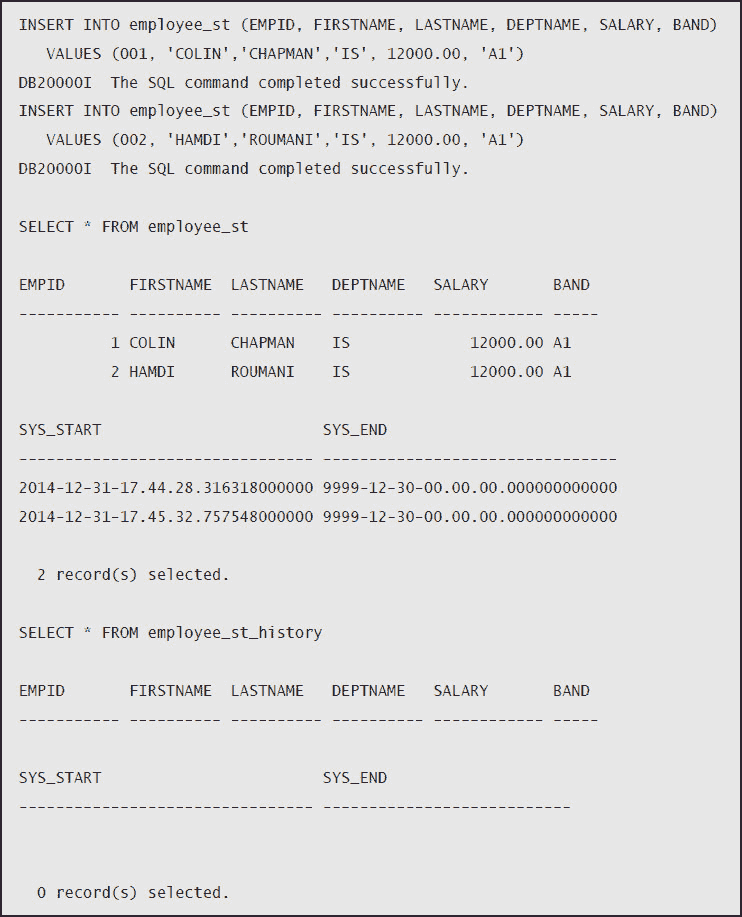 INSERT INTO employee_st (EMPID, FIRSTNAME, LASTNAME, DEPTNAME, SALARY, BAND)
   VALUES (001, 'COLIN','CHAPMAN','IS', 12000.00, 'A1')
DB20000I  The SQL command completed successfully.
INSERT INTO employee_st (EMPID, FIRSTNAME, LASTNAME, DEPTNAME, SALARY, BAND)
   VALUES (002, 'HAMDI','ROUMANI','IS', 12000.00, 'A1')
DB20000I  The SQL command completed successfully.
SELECT * FROM employee_st
EMPID       FIRSTNAME  LASTNAME   DEPTNAME   SALARY       BAND
----------- ---------- ---------- ---------- ------------ -----
          1 COLIN      CHAPMAN    IS             12000.00 A1
          2 HAMDI      ROUMANI    IS             12000.00 A1
SYS_START                        SYS_END
-------------------------------- --------------------------------
2014-12-31-17.44.28.316318000000 9999-12-30-00.00.00.000000000000
2014-12-31-17.45.32.757548000000 9999-12-30-00.00.00.000000000000
  2 record(s) selected.
SELECT * FROM employee_st_history
EMPID       FIRSTNAME  LASTNAME   DEPTNAME   SALARY       BAND
----------- ---------- ---------- ---------- ------------ -----
SYS_START                        SYS_END
-------------------------------- ---------------------------
  0 record(s) selected.